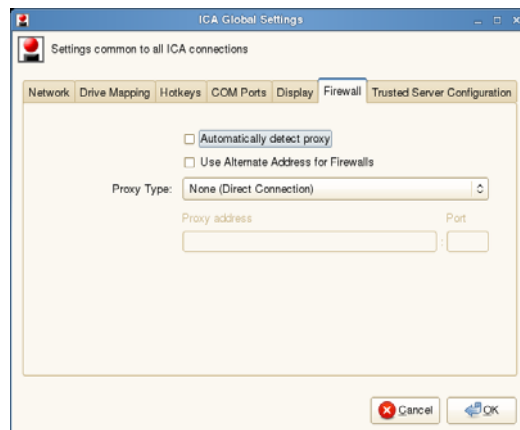 ICA Global Settings
Settings common to all ICA connections
Network Drive Mapping Hotkeys COM Ports Display Firewall Trusted Server Configuration
Automatically detect proxy
Use Alternate Address for Firewalls
Proxy Type: None (Direct Connection)
Proxy address Port
:
Cancel OK